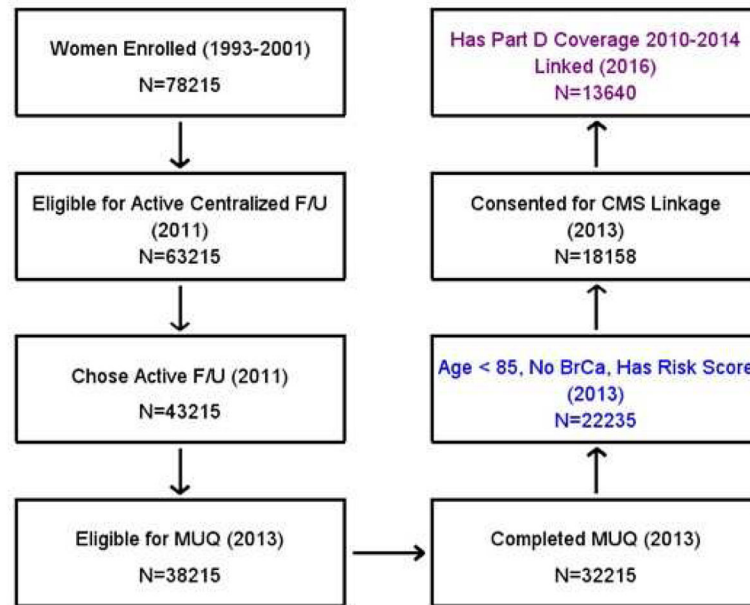 Women Enrolled (1993-2001)
N=78215
Eligible for Active Centralized F/U
(2011)
N=63215
Chose Active F/U (2011)
N=43215
Eligible for MUQ (2013)
N=38215
Completed MUQ (2013)
N=32215
Age < 85, No BrCa, Has Risk Score
(2013)
N=22235
Consented for CMS Linkage
(2013)
N=18158
Has Part D Coverage 2010-2014
Linked (2016)
N=13640